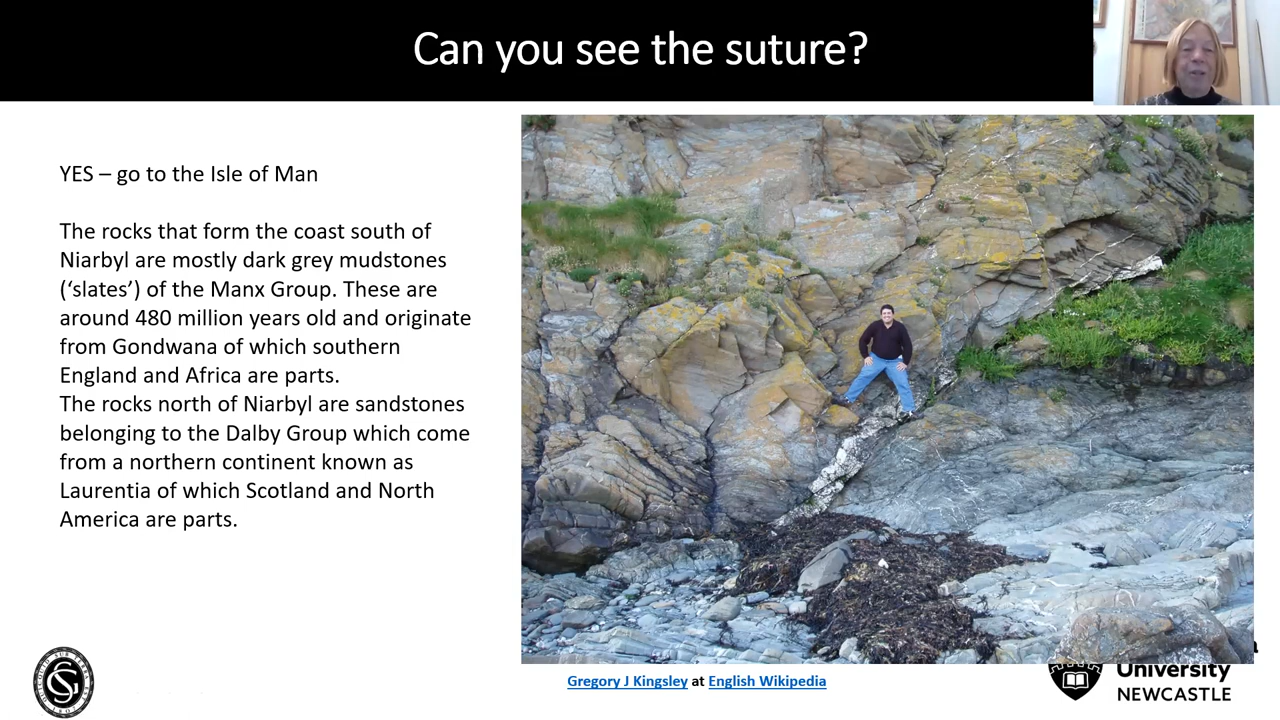 Can you see the suture?
YES – go to the Isle of Man
The rocks that form the coast south of
Niarbyl are mostly dark grey mudstones
(‘slates’) of the Manx Group. These are
around 480 million years old and originate
from Gondwana of which southern
England and Africa are parts.
The rocks north of Niarbyl are sandstones
belonging to the Dalby Group which come
from a northern continent known as
Laurentia of which Scotland and North
America are parts.
Gregory J Kingsley at English Wikipedia
University
NEWCASTLE